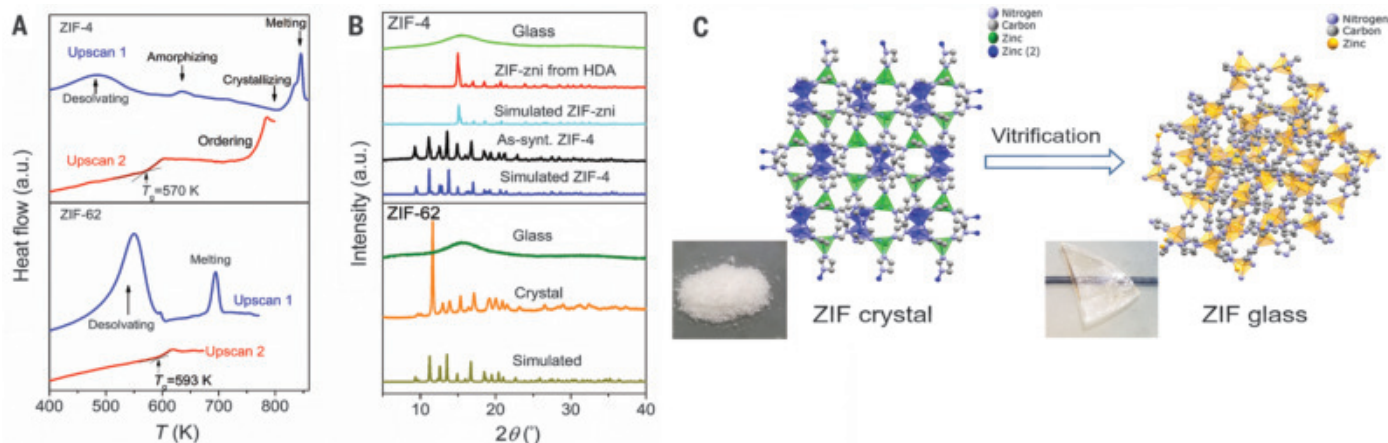 A
ZIF-4
Melting
Upscan 1
Amorphizing
Crystallizing
Desolvating
Ordering
Upscan 2
Tg=570 K
ZIF-62
Melting
Upscan 1
Desolvating
Upscan 2
Tg=593 K
Heat flow (a.u.)
400 500 600 700 800
T (K)
B
ZIF-4
Glass
ZIF-zni from HDA
Simulated ZIF-zni
As-synt. ZIF-4
Simulated ZIF-4
ZIF-62
Glass
Crystal
Simulated
Intensity (a.u.)
10 20 30 40
2θ (°)
C
Nitrogen
Carbon
Zinc
Zinc (2)
Vitrification
Nitrogen
Carbon
Zinc
ZIF crystal
ZIF glass